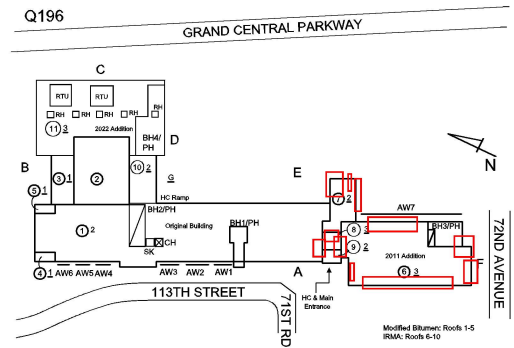 Q196
GRAND CENTRAL PARKWAY
C
RTU RTU
RH RH RH RH RH
11 3 2022 Addition
BH4/PH
D
B
3 1
2
10 2
G
HC Ramp
5 1
BH2/PH
1 2
Original Building
BH1/PH
SK CH
4 1
AW6 AW5 AW4
AW3 AW2 AW1
A
E
7 2
AW7
8 3
9 2
BH3/PH
2011 Addition
6 3
F
HC & Main Entrance
N
72ND AVENUE
113TH STREET
71ST RD
Modified Bitumen: Roofs 1-5
IRMA: Roofs 6-10